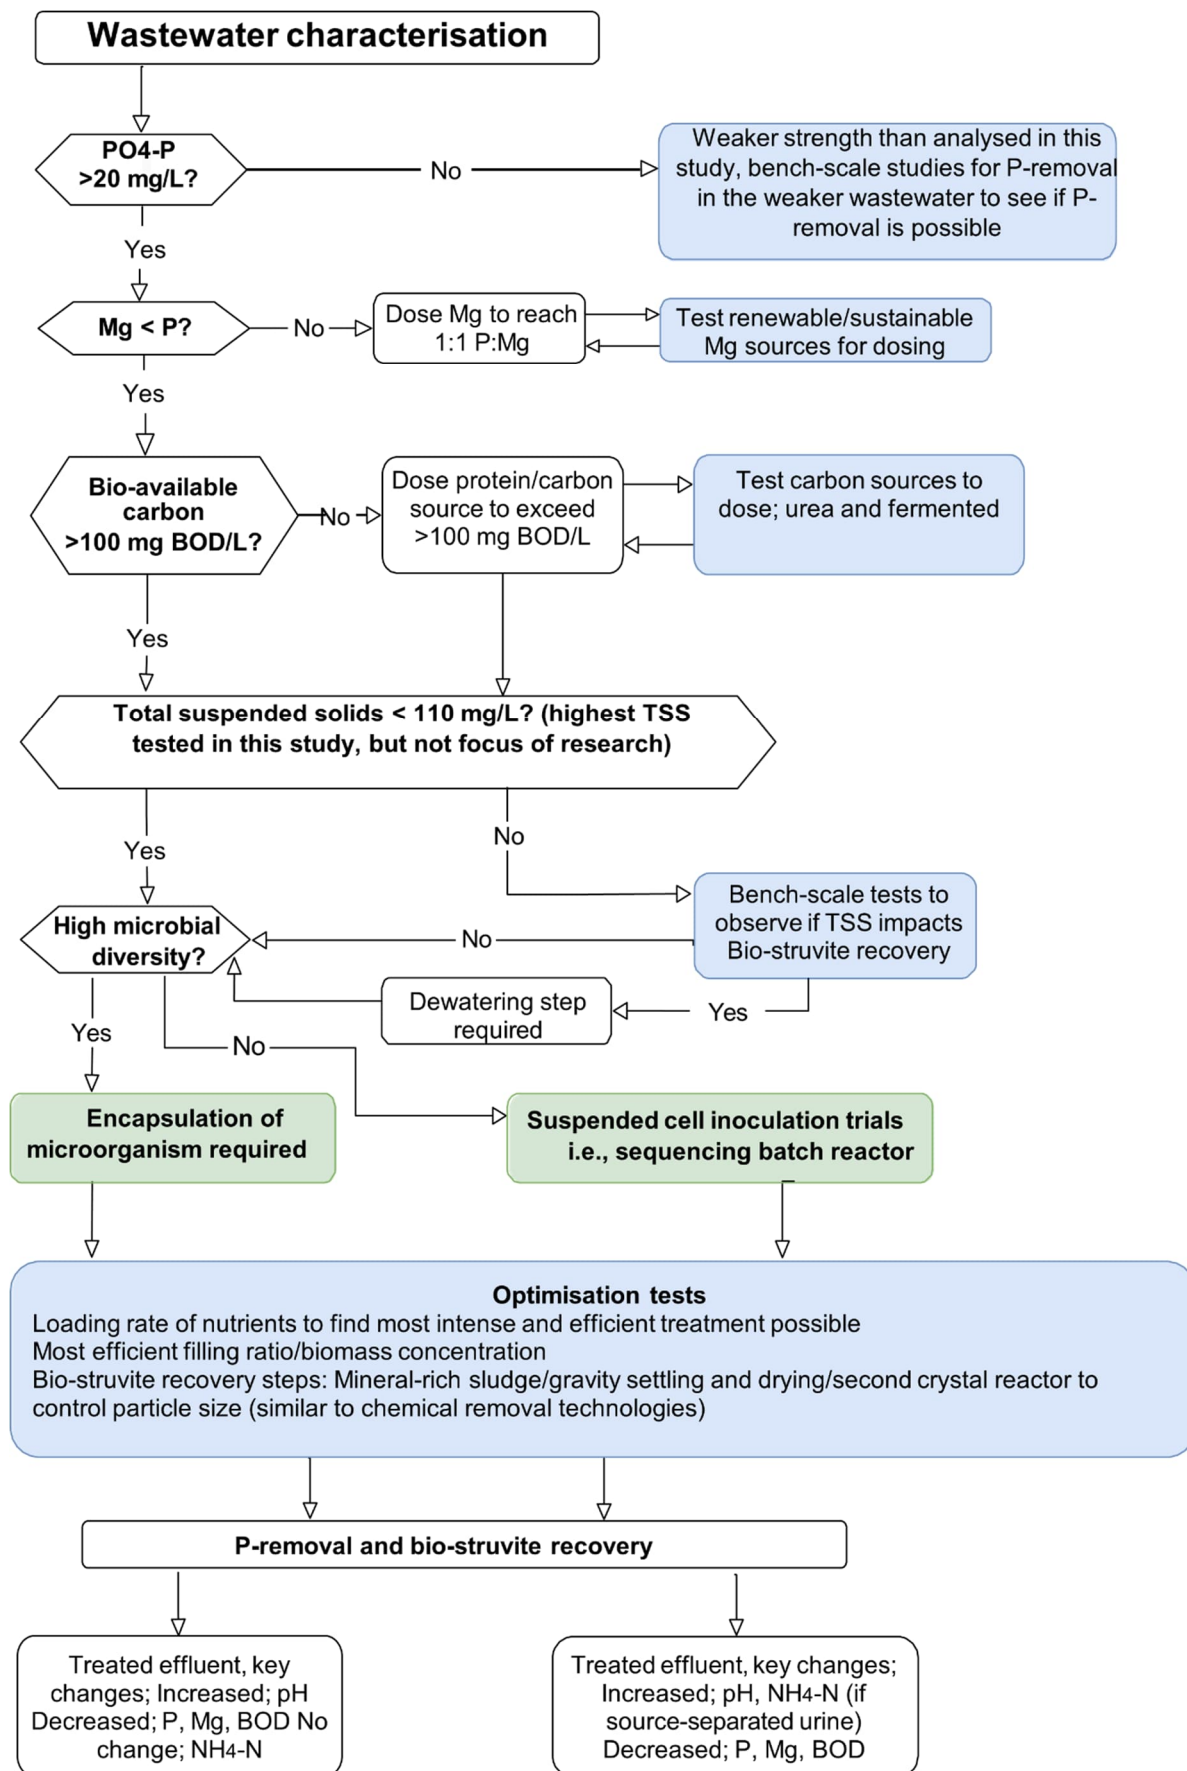 Wastewater characterisation
PO4-P
>20 mg/L?
No
Weaker strength than analysed in this
study, bench-scale studies for P-removal
in the weaker wastewater to see if P-
removal is possible
Yes
Mg < P?
No
Dose Mg to reach
1:1 P:Mg
Test renewable/sustainable
Mg sources for dosing
Yes
Bio-available
carbon
>100 mg BOD/L?
No
Dose protein/carbon
source to exceed
>100 mg BOD/L
Test carbon sources to
dose; urea and fermented
Yes
Total suspended solids < 110 mg/L? (highest TSS
tested in this study, but not focus of research)
Yes
No
Bench-scale tests to
observe if TSS impacts
Bio-struvite recovery
High microbial
diversity?
No
Dewatering step
required
Yes
Yes
No
Encapsulation of
microorganism required
Suspended cell inoculation trials
i.e., sequencing batch reactor
Optimisation tests
Loading rate of nutrients to find most intense and efficient treatment possible
Most efficient filling ratio/biomass concentration
Bio-struvite recovery steps: Mineral-rich sludge/gravity settling and drying/second crystal reactor to
control particle size (similar to chemical removal technologies)
P-removal and bio-struvite recovery
Treated effluent, key
changes; Increased; pH
Decreased; P, Mg, BOD No
change; NH4-N
Treated effluent, key changes;
Increased; pH, NH4-N (if
source-separated urine)
Decreased; P, Mg, BOD